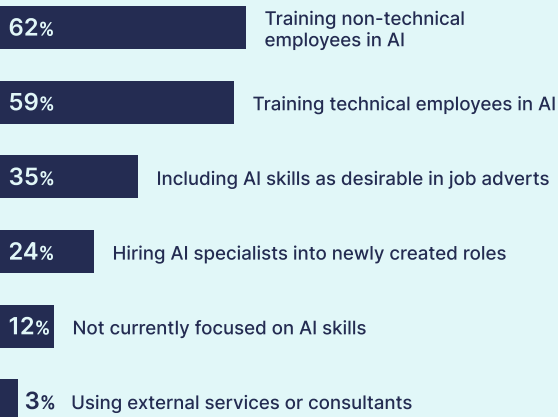 62% Training non-technical
employees in AI
59% Training technical employees in AI
35% Including AI skills as desirable in job adverts
24% Hiring AI specialists into newly created roles
12% Not currently focused on AI skills
3% Using external services or consultants